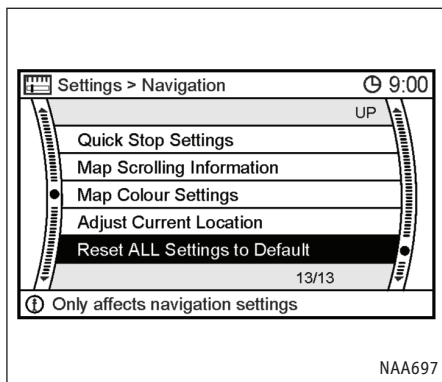 Settings > Navigation 9:00
UP
Quick Stop Settings
Map Scrolling Information
Map Colour Settings
Adjust Current Location
Reset ALL Settings to Default
13/13
i Only affects navigation settings
NAA697